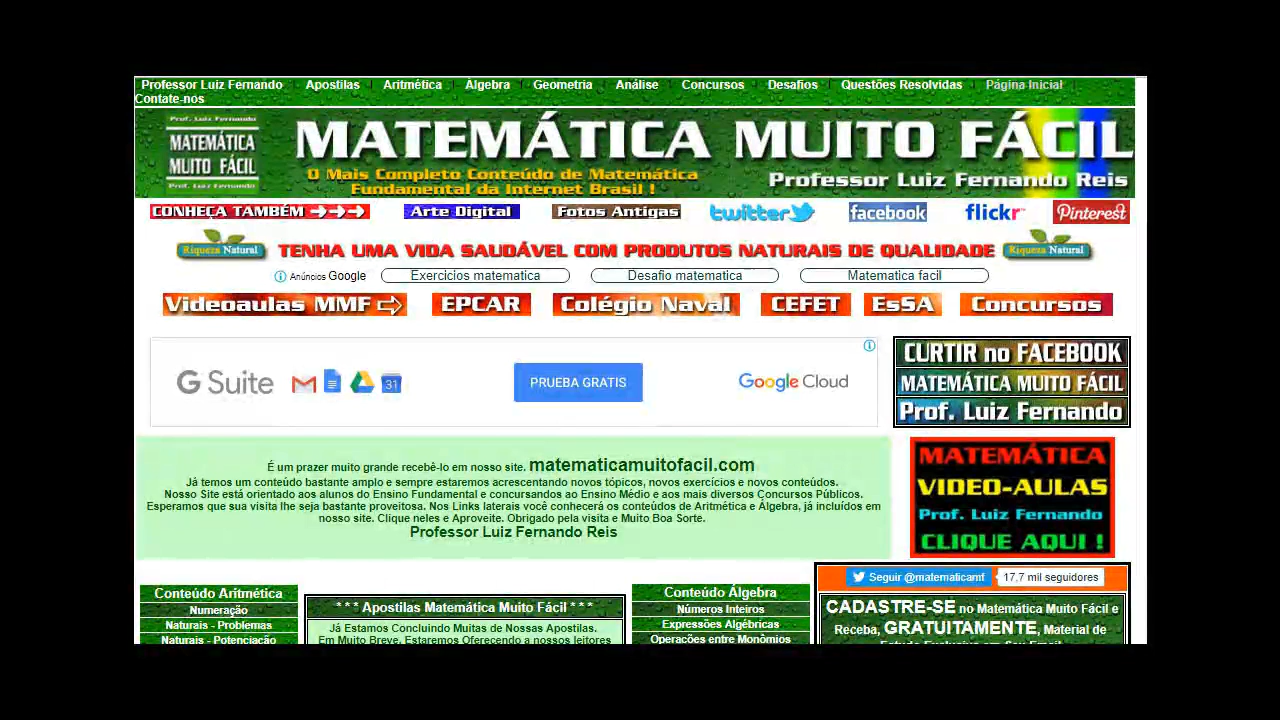 Professor Luiz Fernando Apostilas Aritmética Álgebra Geometria Análise Concursos Desafios Questões Resolvidas Página Inicial
Contate-nos
Prof. Luiz Fernando
MATEMÁTICA
MUITO FÁCIL
Prof. Luiz Fernando
MATEMÁTICA MUITO FÁCIL
O Mais Completo Conteúdo de Matemática
Fundamental da Internet Brasil !
Professor Luiz Fernando Reis
CONHEÇA TAMBÉM Arte Digital Fotos Antigas twitter facebook flickr Pinterest
Riqueza Natural TENHA UMA VIDA SAUDÁVEL COM PRODUTOS NATURAIS DE QUALIDADE Riqueza Natural
Anúncios Google Exercicios matematica Desafio matematica Matematica facil
Videoaulas MMF EPCAR Colégio Naval CEFET EsSA Concursos
G Suite 31 PRUEBA GRATIS Google Cloud
CURTIR no FACEBOOK
MATEMÁTICA MUITO FÁCIL
Prof. Luiz Fernando
É um prazer muito grande recebê-lo em nosso site. matematicamuitofacil.com
Já temos um conteúdo bastante amplo e sempre estaremos acrescentando novos tópicos, novos exercícios e novos conteúdos.
Nosso Site está orientado aos alunos do Ensino Fundamental e concursandos ao Ensino Médio e aos mais diversos Concursos Públicos.
Esperamos que sua visita lhe seja bastante proveitosa. Nos Links laterais você conhecerá os conteúdos de Aritmética e Álgebra, já incluídos em
nosso site. Clique neles e Aproveite. Obrigado pela visita e Muito Boa Sorte.
Professor Luiz Fernando Reis
MATEMÁTICA
VIDEO-AULAS
Prof. Luiz Fernando
CLIQUE AQUI !
Conteúdo Aritmética
Numeração
Naturais - Problemas
Naturais - Potenciação
* * * Apostilas Matemática Muito Fácil * * *
Já Estamos Concluindo Muitas de Nossas Apostilas.
Em Muito Breve, Estaremos Oferecendo a nossos leitores
Conteúdo Álgebra
Números Inteiros
Expressões Algébricas
Operações entre Monômios
Seguir @matematicamf 17,7 mil seguidores
CADASTRE-SE no Matemática Muito Fácil e
Receba, GRATUITAMENTE, Material de
Estudo Exclusivo em Seu Email